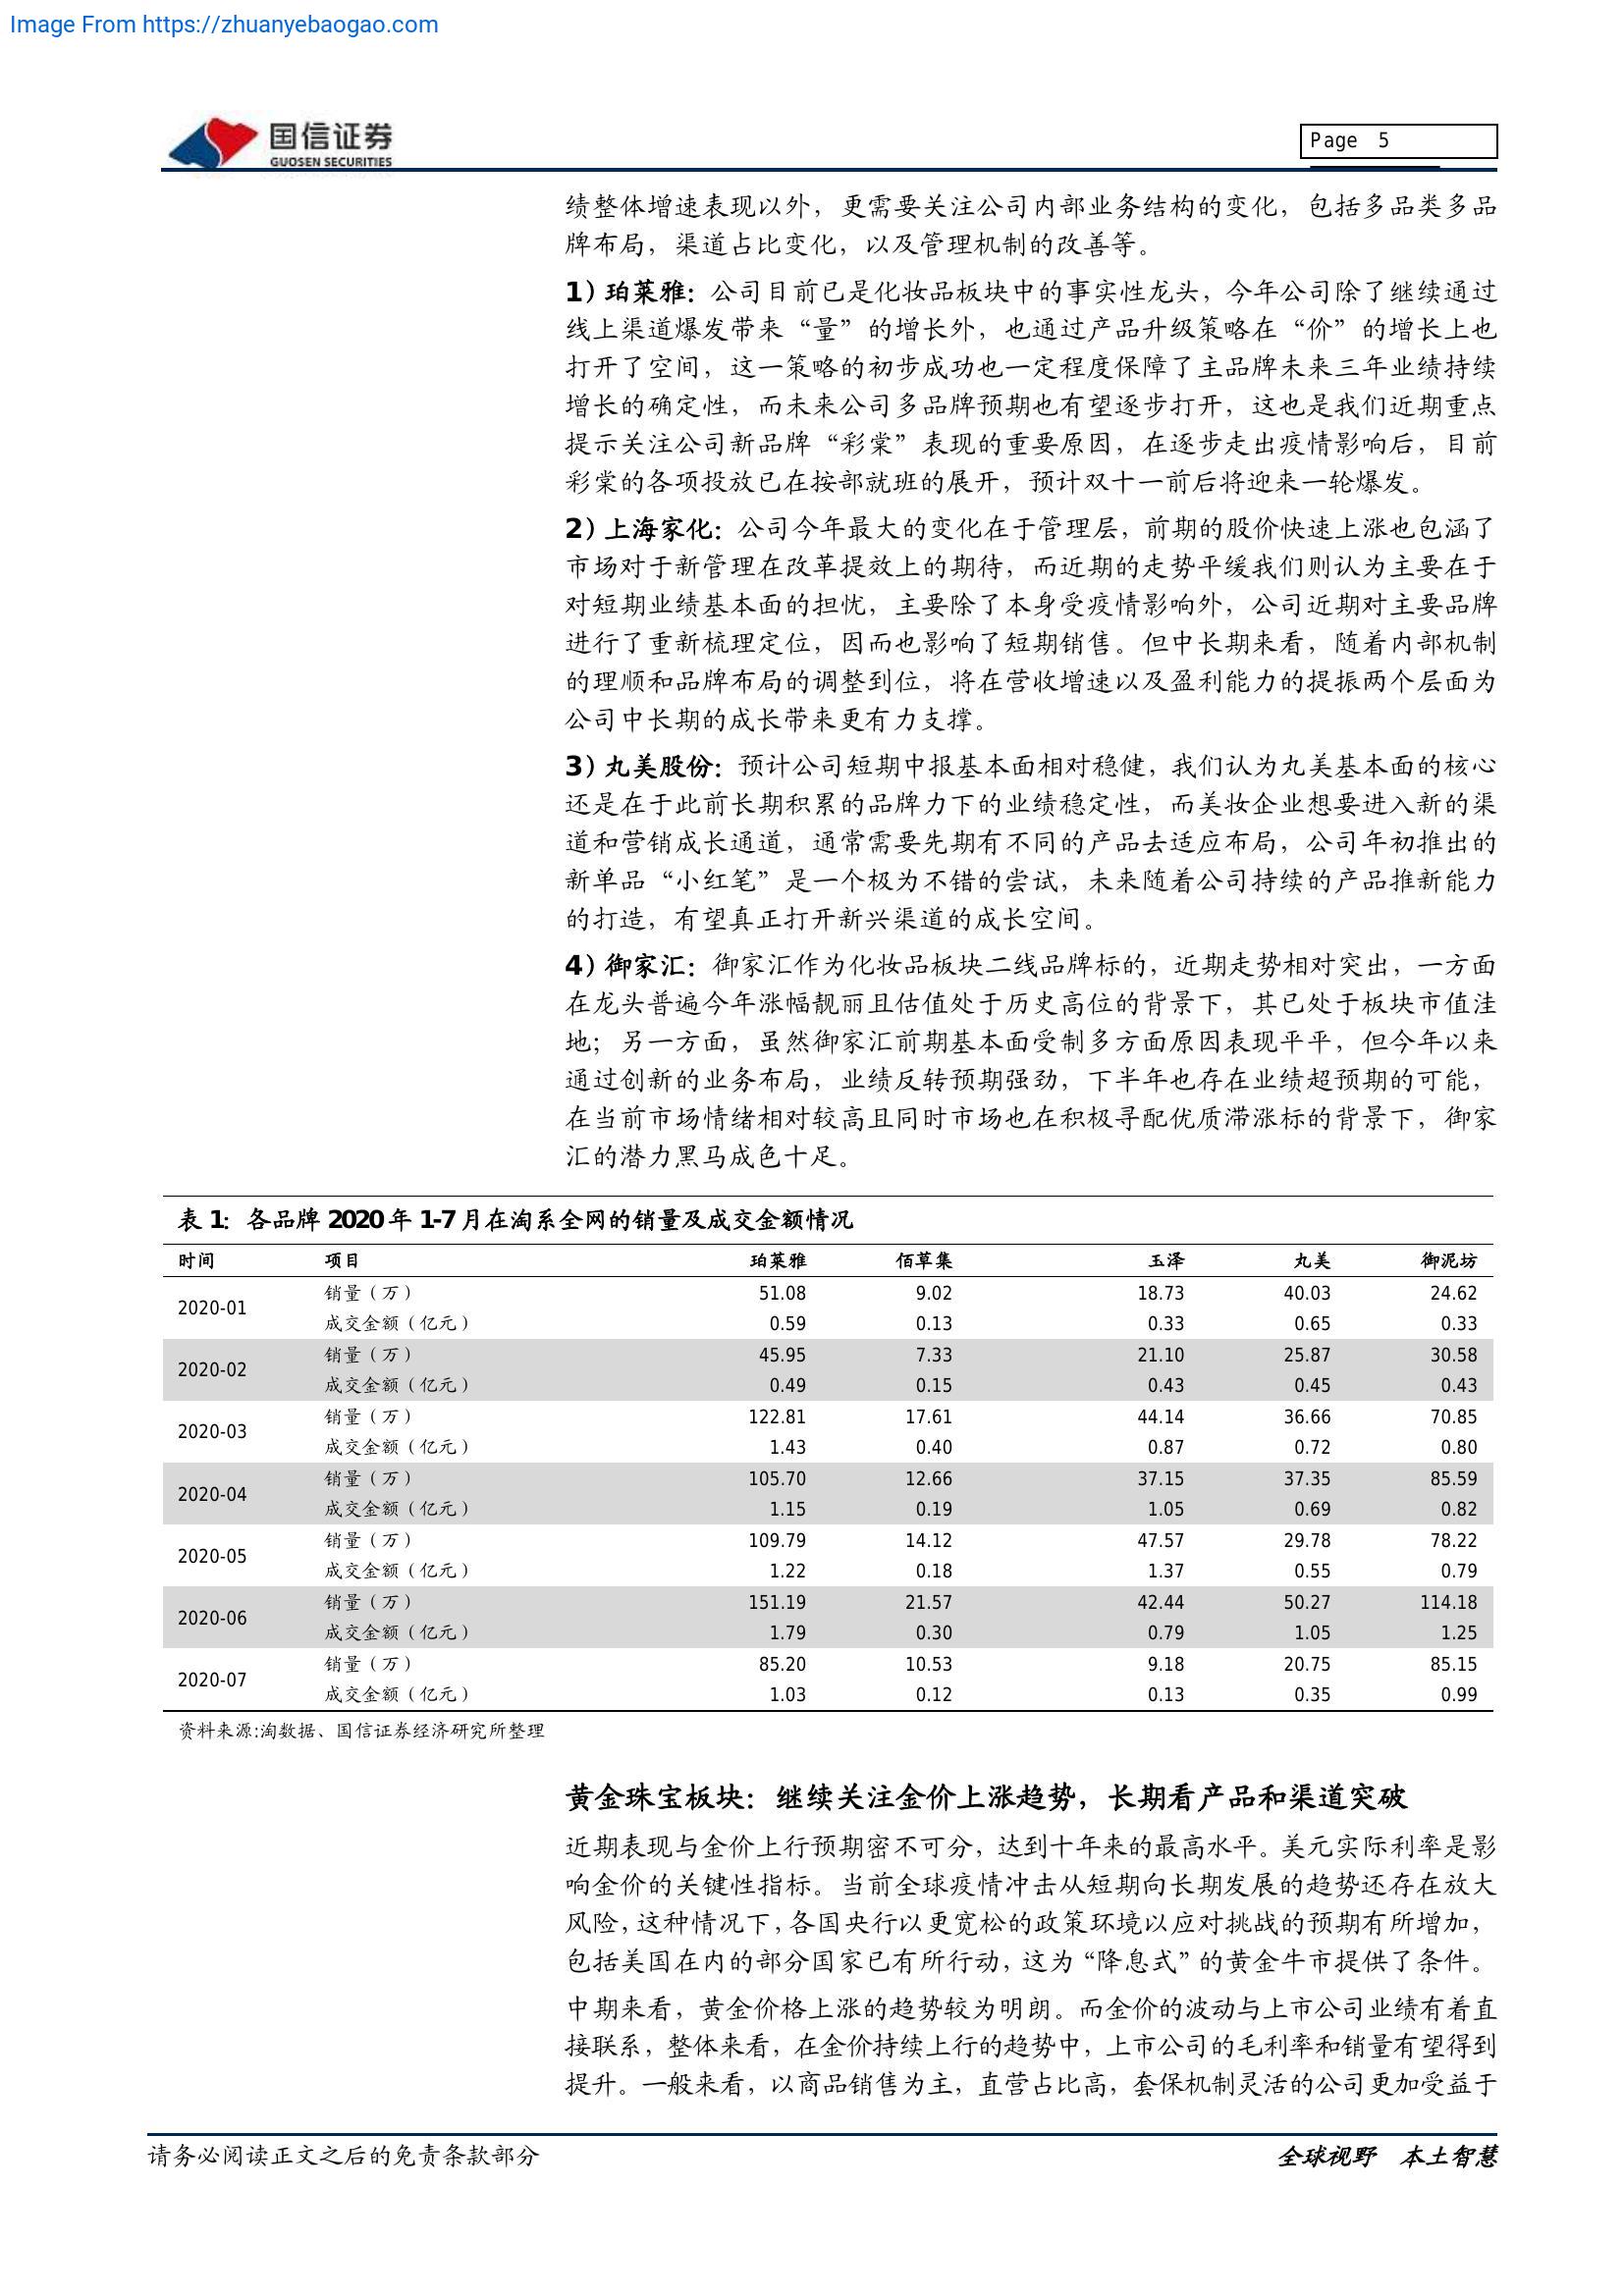 Image From https://zhuanyebaogao.com
国信证券
GUOSEN SECURITIES
Page 5
绩整体增速表现以外，更需要关注公司内部业务结构的变化，包括多品类多品
牌布局，渠道占比变化，以及管理机制的改善等。
1）珀莱雅：公司目前已是化妆品板块中的事实性龙头，今年公司除了继续通过
线上渠道爆发带来“量”的增长外，也通过产品升级策略在“价”的增长上也
打开了空间，这一策略的初步成功也一定程度保障了主品牌未来三年业绩持续
增长的确定性，而未来公司多品牌预期也有望逐步打开，这也是我们近期重点
提示关注公司新品牌“彩棠”表现的重要原因，在逐步走出疫情影响后，目前
彩棠的各项投放已在按部就班的展开，预计双十一前后将迎来一轮爆发。
2）上海家化：公司今年最大的变化在于管理层，前期的股价快速上涨也包涵了
市场对于新管理在改革提效上的期待，而近期的走势平缓我们则认为主要在于
对短期业绩基本面的担忧，主要除了本身受疫情影响外，公司近期对主要品牌
进行了重新梳理定位，因而也影响了短期销售。但中长期来看，随着内部机制
的理顺和品牌布局的调整到位，将在营收增速以及盈利能力的提振两个层面为
公司中长期的成长带来更有力支撑。
3）丸美股份：预计公司短期中报基本面相对稳健，我们认为丸美基本面的核心
还是在于此前长期积累的品牌力下的业绩稳定性，而美妆企业想要进入新的渠
道和营销成长通道，通常需要先期有不同的产品去适应布局，公司年初推出的
新单品“小红笔”是一个极为不错的尝试，未来随着公司持续的产品推新能力
的打造，有望真正打开新兴渠道的成长空间。
4）御家汇：御家汇作为化妆品板块二线品牌标的，近期走势相对突出，一方面
在龙头普遍今年涨幅靓丽且估值处于历史高位的背景下，其已处于板块市值洼
地；另一方面，虽然御家汇前期基本面受制多方面原因表现平平，但今年以来
通过创新的业务布局，业绩反转预期强劲，下半年也存在业绩超预期的可能，
在当前市场情绪相对较高且同时市场也在积极寻配优质滞涨标的背景下，御家
汇的潜力黑马成色十足。
表 1：各品牌 2020 年 1-7 月在淘系全网的销量及成交金额情况
时间 项目 珀莱雅 佰草集 玉泽 丸美 御泥坊
2020-01 销量（万） 51.08 9.02 18.73 40.03 24.62
成交金额（亿元） 0.59 0.13 0.33 0.65 0.33
2020-02 销量（万） 45.95 7.33 21.10 25.87 30.58
成交金额（亿元） 0.49 0.15 0.43 0.45 0.43
2020-03 销量（万） 122.81 17.61 44.14 36.66 70.85
成交金额（亿元） 1.43 0.40 0.87 0.72 0.80
2020-04 销量（万） 105.70 12.66 37.15 37.35 85.59
成交金额（亿元） 1.15 0.19 1.05 0.69 0.82
2020-05 销量（万） 109.79 14.12 47.57 29.78 78.22
成交金额（亿元） 1.22 0.18 1.37 0.55 0.79
2020-06 销量（万） 151.19 21.57 42.44 50.27 114.18
成交金额（亿元） 1.79 0.30 0.79 1.05 1.25
2020-07 销量（万） 85.20 10.53 9.18 20.75 85.15
成交金额（亿元） 1.03 0.12 0.13 0.35 0.99
资料来源:淘数据、国信证券经济研究所整理
黄金珠宝板块：继续关注金价上涨趋势，长期看产品和渠道突破
近期表现与金价上行预期密不可分，达到十年来的最高水平。美元实际利率是影
响金价的关键性指标。当前全球疫情冲击从短期向长期发展的趋势还存在放大
风险，这种情况下，各国央行以更宽松的政策环境以应对挑战的预期有所增加，
包括美国在内的部分国家已有所行动，这为“降息式”的黄金牛市提供了条件。
中期来看，黄金价格上涨的趋势较为明朗。而金价的波动与上市公司业绩有着直
接联系，整体来看，在金价持续上行的趋势中，上市公司的毛利率和销量有望得到
提升。一般来看，以商品销售为主，直营占比高，套保机制灵活的公司更加受益于
请务必阅读正文之后的免责条款部分
全球视野 本土智慧